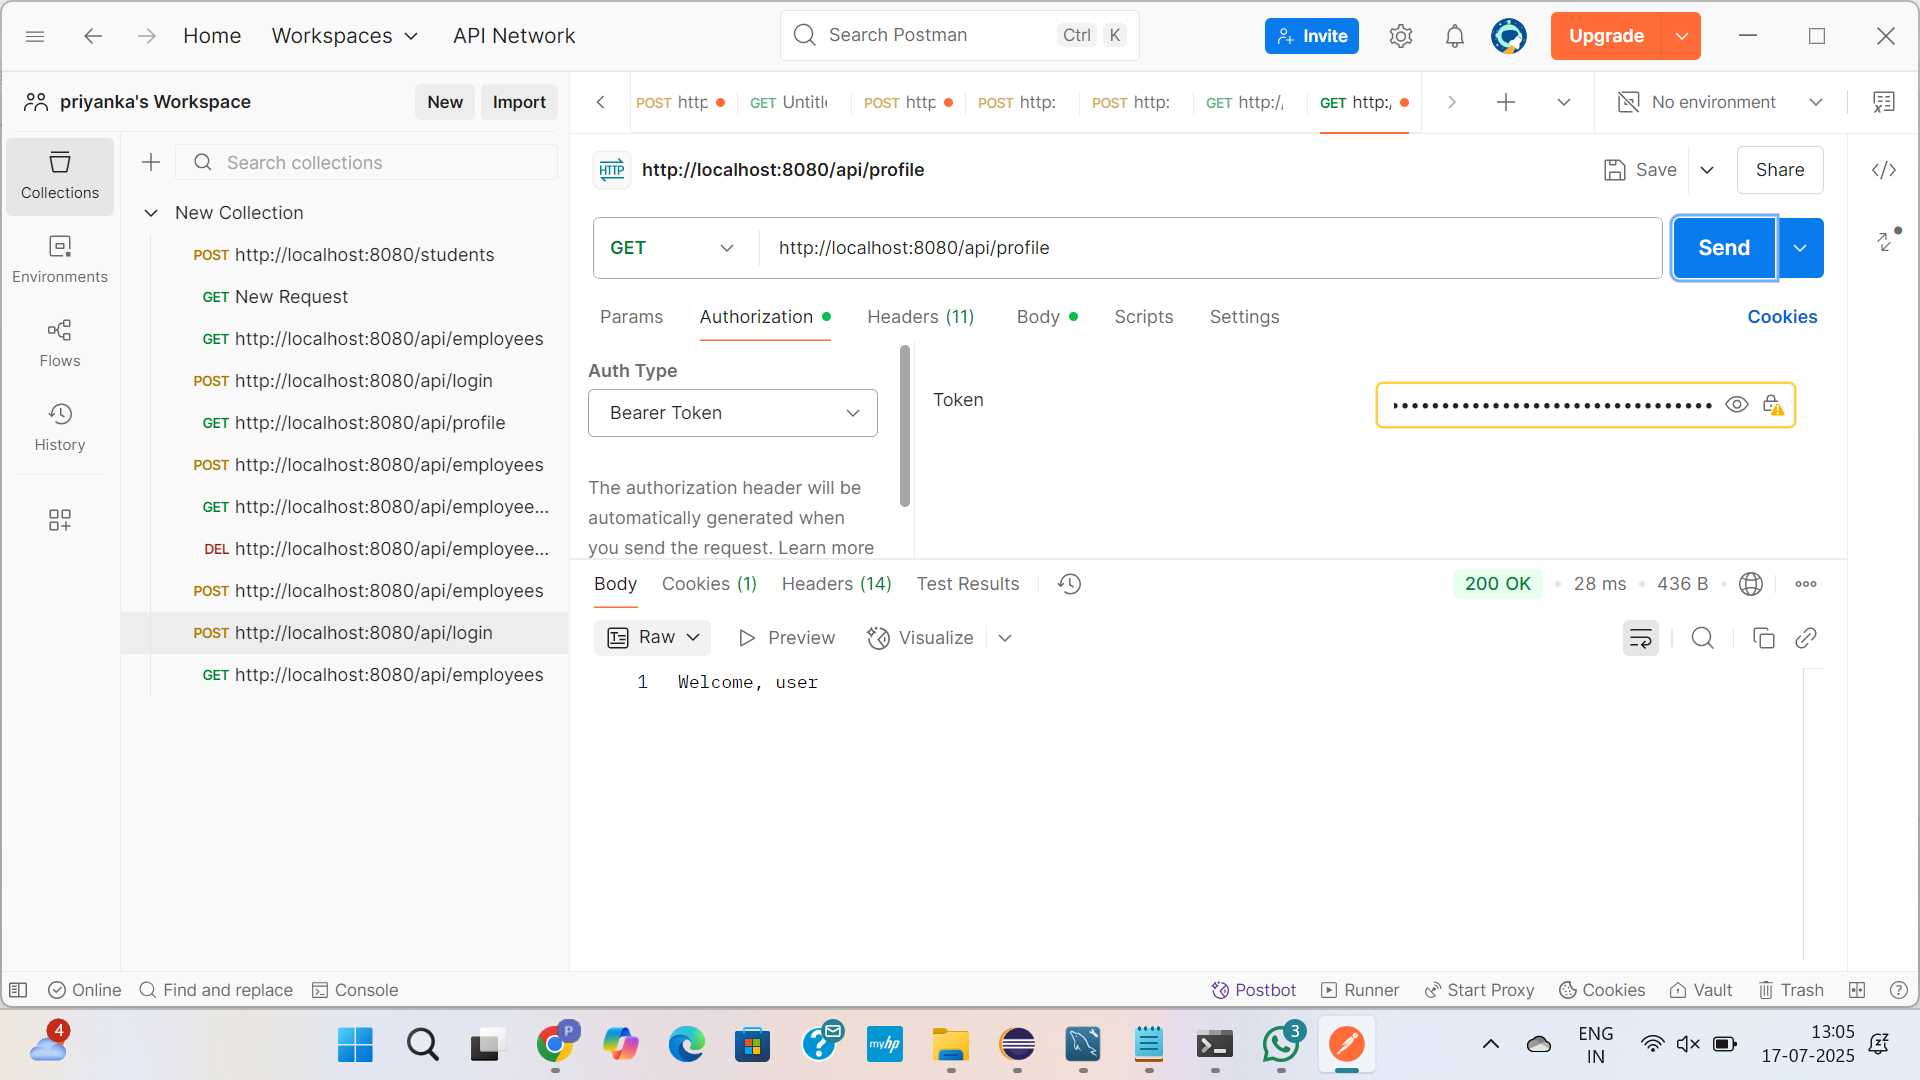 Home
Workspaces
API Network
Search Postman
Ctrl
K
Invite
Upgrade
priyanka's Workspace
New
Import
POST http
GET Untitle
POST http
POST http:
POST http:
GET http:/
GET http:/
No environment
Collections
Environments
Flows
History
Search collections
New Collection
POST http://localhost:8080/students
GET New Request
GET http://localhost:8080/api/employees
POST http://localhost:8080/api/login
GET http://localhost:8080/api/profile
POST http://localhost:8080/api/employees
GET http://localhost:8080/api/employee...
DEL http://localhost:8080/api/employee...
POST http://localhost:8080/api/employees
POST http://localhost:8080/api/login
GET http://localhost:8080/api/employees
HTTP
http://localhost:8080/api/profile
Save
Share
GET
http://localhost:8080/api/profile
Send
Params
Authorization
Headers (11)
Body
Scripts
Settings
Cookies
Auth Type
Bearer Token
The authorization header will be
automatically generated when
you send the request. Learn more
Token
Body
Cookies (1)
Headers (14)
Test Results
200 OK
28 ms
436 B
Raw
Preview
Visualize
1 Welcome, user
Online
Find and replace
Console
Postbot
Runner
Start Proxy
Cookies
Vault
Trash
4
P
myhp
3
ENG
IN
13:05
17-07-2025